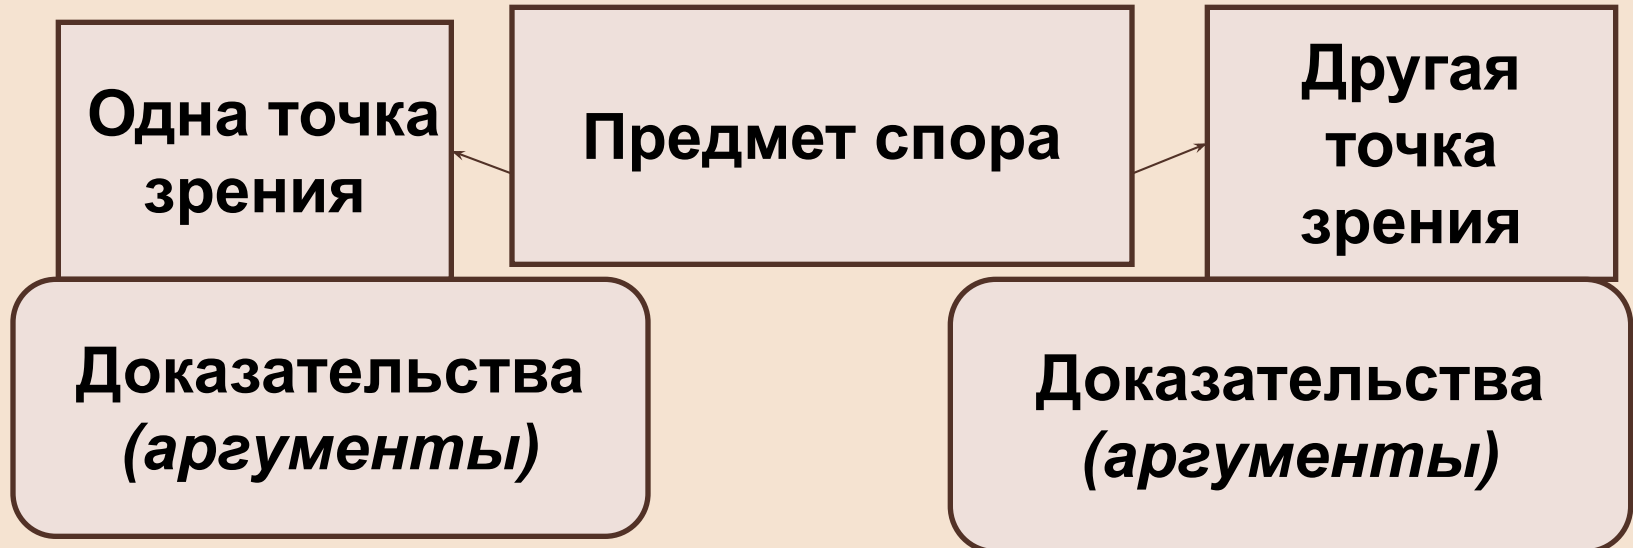 Одна точка
зрения
Предмет спора
Другая
точка
зрения
Доказательства
(аргументы)
Доказательства
(аргументы)